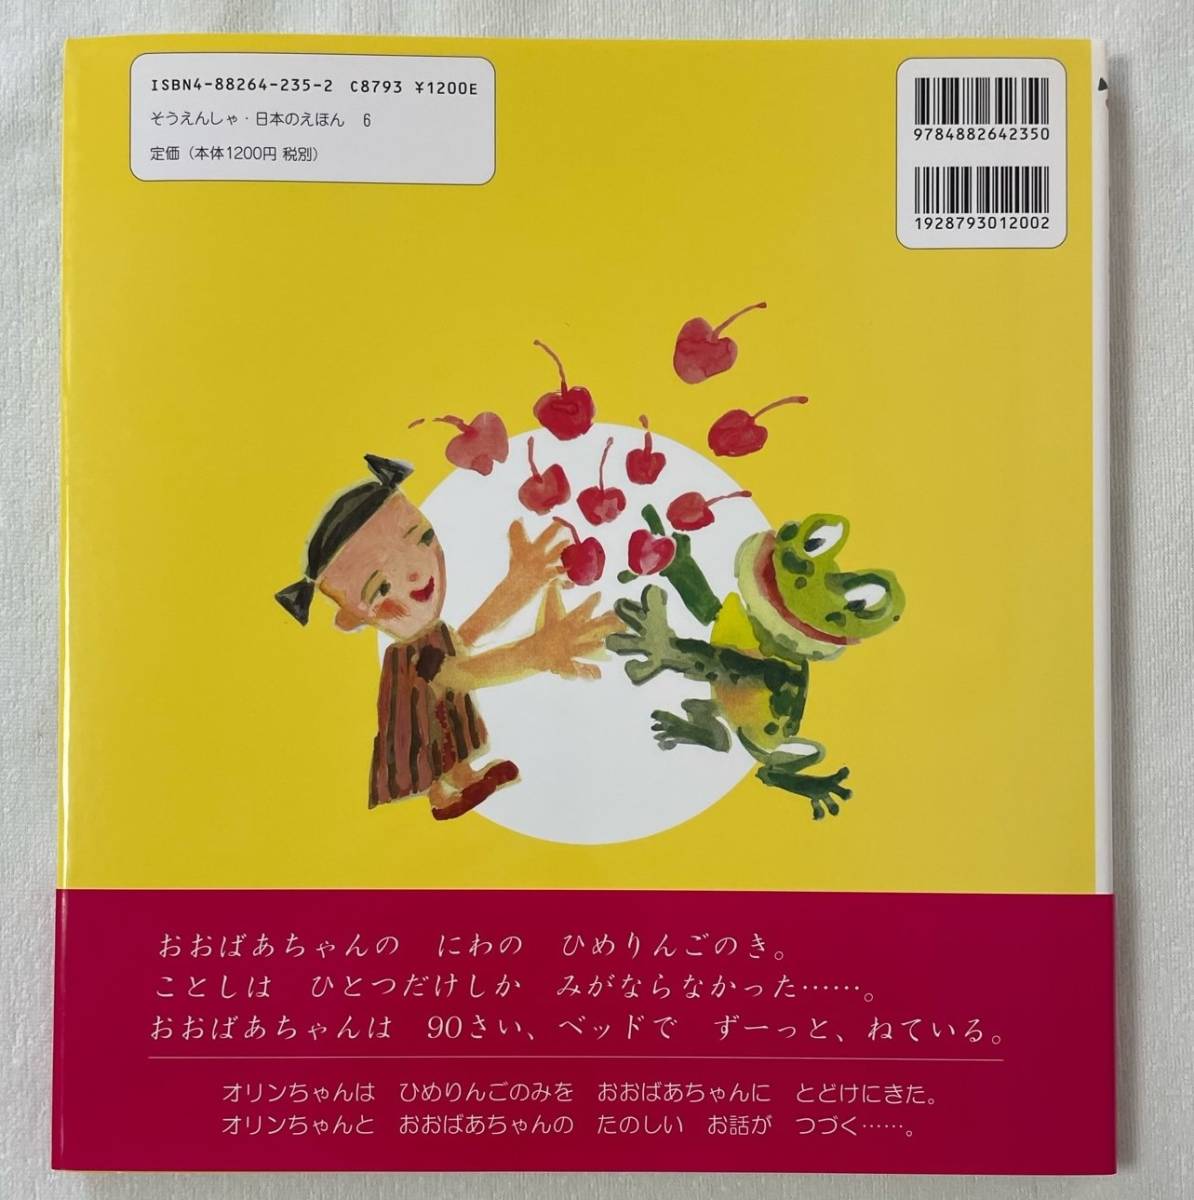 ISBN4-88264-235-2 C8793 ¥1200E
そうえんしゃ・日本のえほん 6
定価（本体1200円 税別）
9784882642350
1928793012002
おおばあちゃんの にわの ひめりんごのき。
ことしは ひとつだけしか みがならなかった……。
おおばあちゃんは 90さい、ベッドで ずーっと、ねている。
オリンちゃんは ひめりんごのみを おおばあちゃんに とどけにきた。
オリンちゃんと おおばあちゃんの たのしい お話が つづく……。